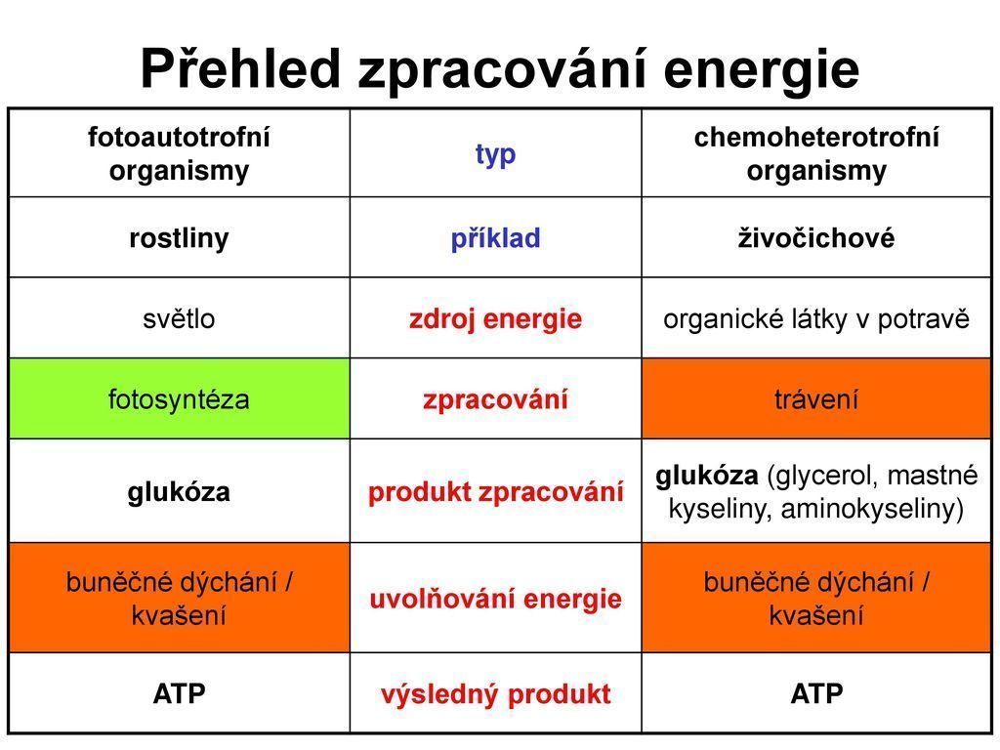 Přehled zpracování energie
fotoautotrofní
organismy
typ
chemoheterotrofní
organismy
rostliny
příklad
živočichové
světlo
zdroj energie
organické látky v potravě
fotosyntéza
zpracování
trávení
glukóza
produkt zpracování
glukóza (glycerol, mastné
kyseliny, aminokyseliny)
buněčné dýchání /
kvašení
uvolňování energie
buněčné dýchání /
kvašení
ATP
výsledný produkt
ATP